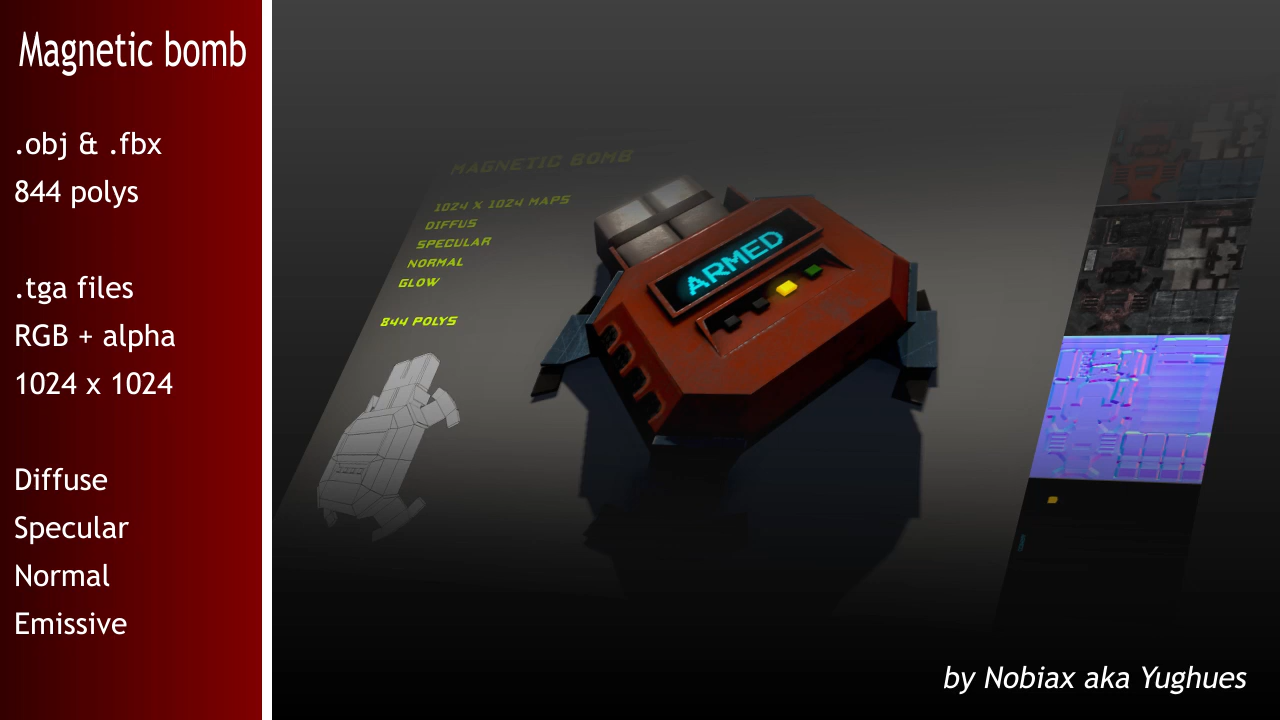 Magnetic bomb
.obj & .fbx
844 polys
.tga files
RGB + alpha
1024 x 1024
Diffuse
Specular
Normal
Emissive
MAGNETIC BOMB
1024 X 1024 MAPS
DIFFUS
SPECULAR
NORMAL
GLOW
844 POLYS
ARMED
by Nobiax aka Yughues